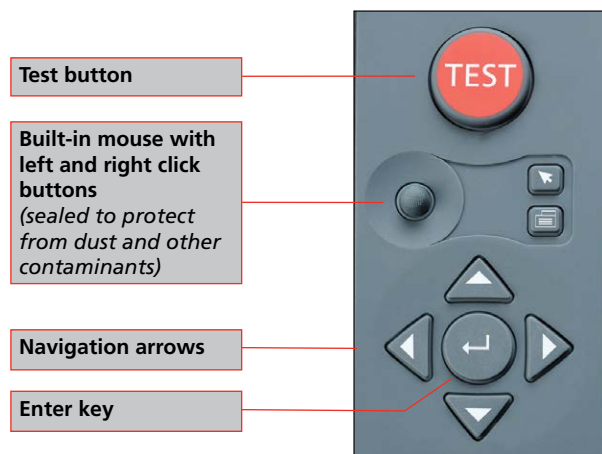 Test button
TEST
Built-in mouse with
left and right click
buttons
(sealed to protect
from dust and other
contaminants)
Navigation arrows
Enter key